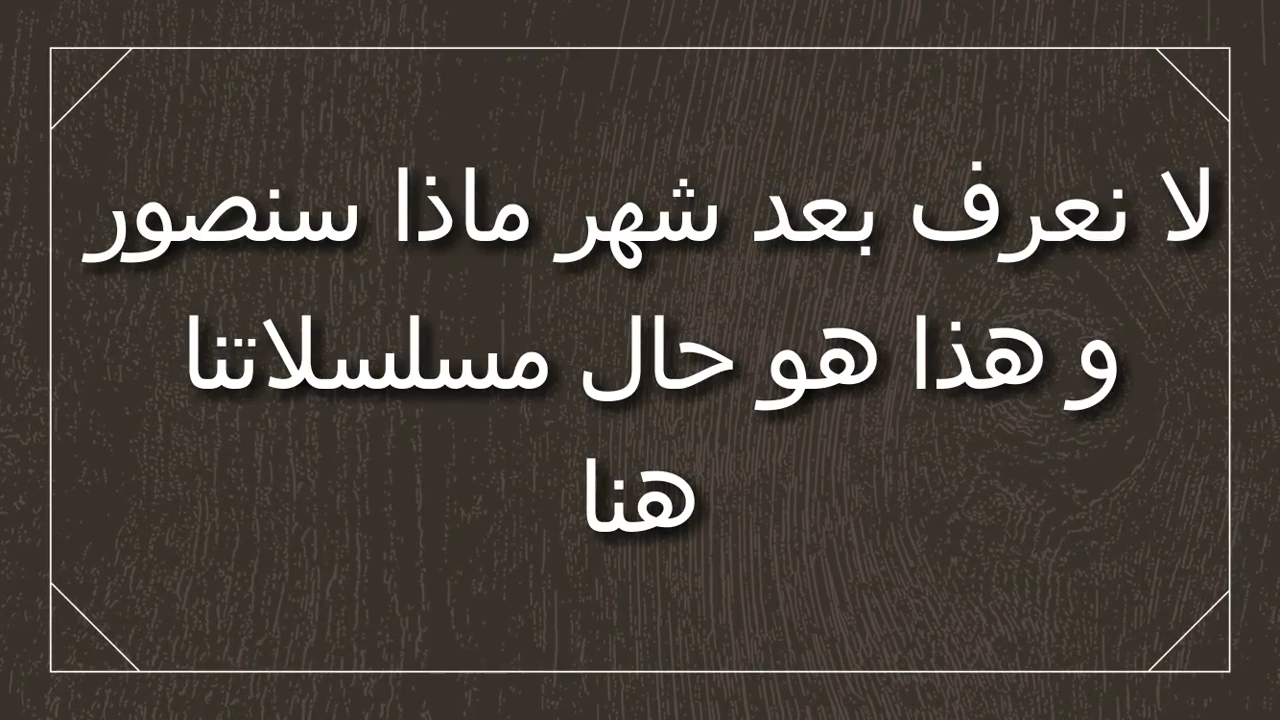 لا نعرف بعد شهر ماذا سنصور
و هذا هو حال مسلسلاتنا
هنا